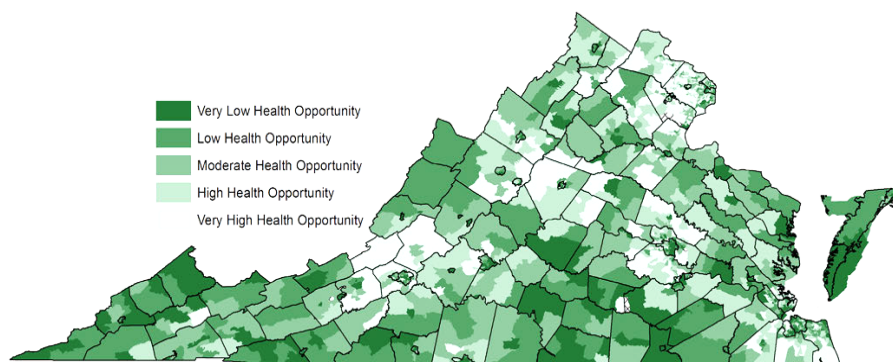 Very Low Health Opportunity
Low Health Opportunity
Moderate Health Opportunity
High Health Opportunity
Very High Health Opportunity